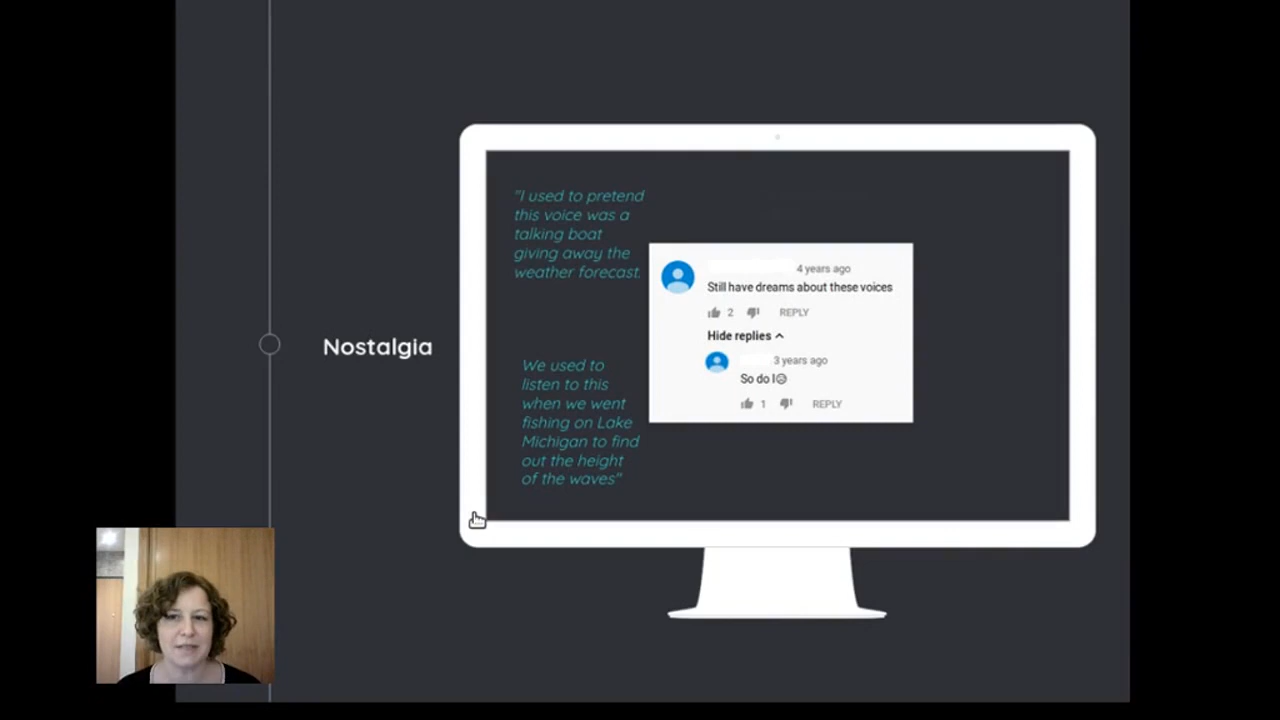 "I used to pretend
this voice was a
talking boat
giving away the
weather forecast.
4 years ago
Still have dreams about these voices
2 REPLY
Hide replies
3 years ago
So do I☹
1 REPLY
Nostalgia
We used to
listen to this
when we went
fishing on Lake
Michigan to find
out the height
of the waves"